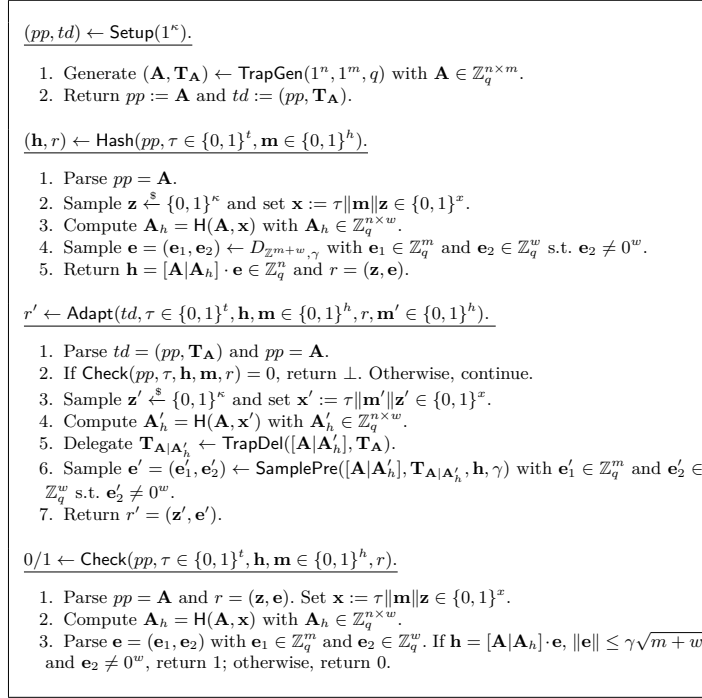 (pp, td) ← Setup(1^κ).
1. Generate (A, T_A) ← TrapGen(1^n, 1^m, q) with A ∈ ℤ_q^{n×m}.
2. Return pp := A and td := (pp, T_A).
(h, r) ← Hash(pp, τ ∈ {0, 1}^t, m ∈ {0, 1}^h).
1. Parse pp = A.
2. Sample z ←$ {0, 1}^κ and set x := τ‖m‖z ∈ {0, 1}^x.
3. Compute A_h = H(A, x) with A_h ∈ ℤ_q^{n×w}.
4. Sample e = (e_1, e_2) ← D_{ℤ^{m+w},γ} with e_1 ∈ ℤ_q^m and e_2 ∈ ℤ_q^w s.t. e_2 ≠ 0^w.
5. Return h = [A|A_h] · e ∈ ℤ_q^n and r = (z, e).
r′ ← Adapt(td, τ ∈ {0, 1}^t, h, m ∈ {0, 1}^h, r, m′ ∈ {0, 1}^h).
1. Parse td = (pp, T_A) and pp = A.
2. If Check(pp, τ, h, m, r) = 0, return ⊥. Otherwise, continue.
3. Sample z′ ←$ {0, 1}^κ and set x′ := τ‖m′‖z′ ∈ {0, 1}^x.
4. Compute A′_h = H(A, x′) with A′_h ∈ ℤ_q^{n×w}.
5. Delegate T_{A|A′_h} ← TrapDel([A|A′_h], T_A).
6. Sample e′ = (e′_1, e′_2) ← SamplePre([A|A′_h], T_{A|A′_h}, h, γ) with e′_1 ∈ ℤ_q^m and e′_2 ∈
ℤ_q^w s.t. e′_2 ≠ 0^w.
7. Return r′ = (z′, e′).
0/1 ← Check(pp, τ ∈ {0, 1}^t, h, m ∈ {0, 1}^h, r).
1. Parse pp = A and r = (z, e). Set x := τ‖m‖z ∈ {0, 1}^x.
2. Compute A_h = H(A, x) with A_h ∈ ℤ_q^{n×w}.
3. Parse e = (e_1, e_2) with e_1 ∈ ℤ_q^m and e_2 ∈ ℤ_q^w. If h = [A|A_h]·e, ‖e‖ ≤ γ√(m + w)
and e_2 ≠ 0^w, return 1; otherwise, return 0.